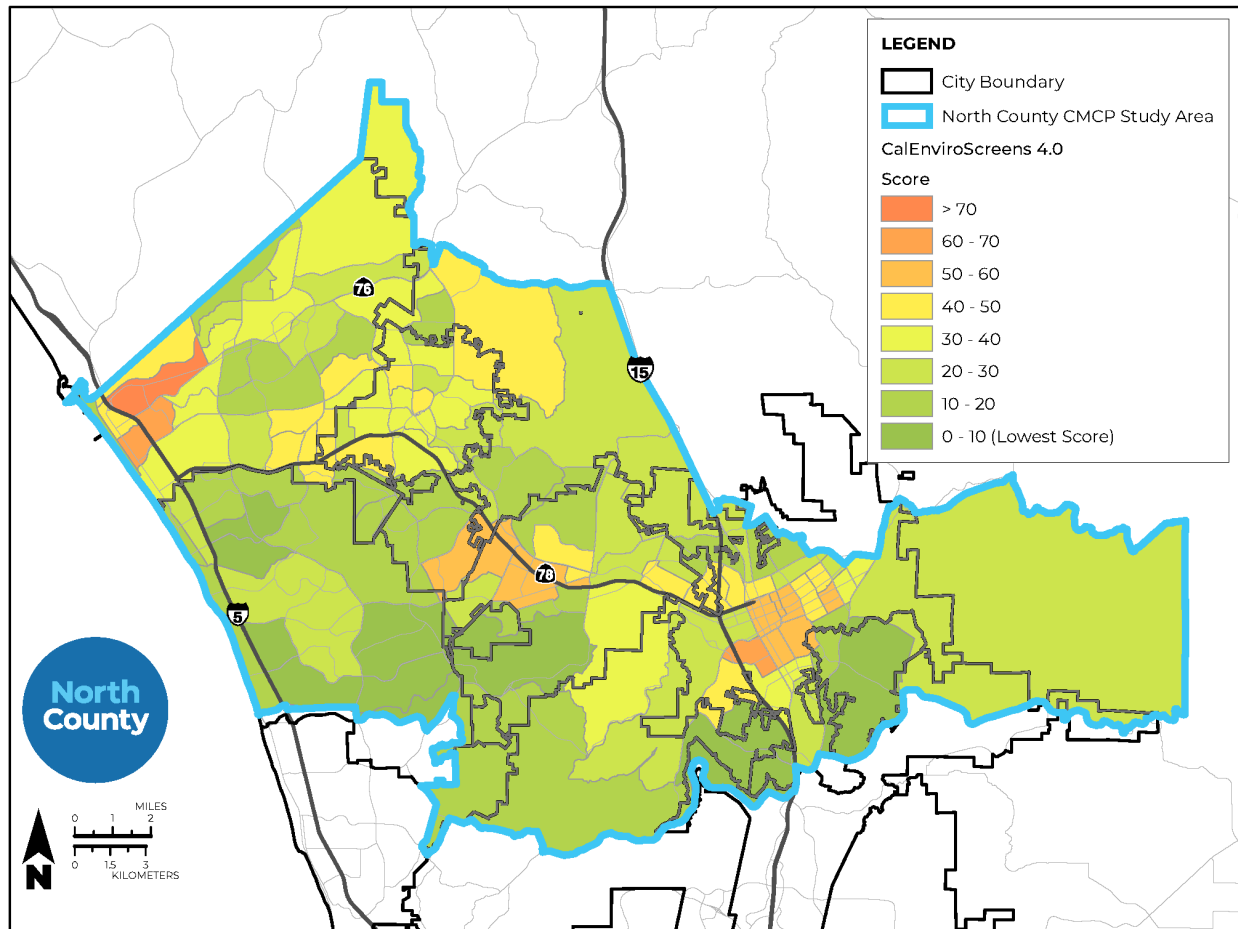 LEGEND
City Boundary
North County CMCP Study Area
CalEnviroScreens 4.0
Score
> 70
60 - 70
50 - 60
40 - 50
30 - 40
20 - 30
10 - 20
0 - 10 (Lowest Score)
76
15
78
5
North
County
MILES
0 1 2
0 1.5 3
KILOMETERS
N